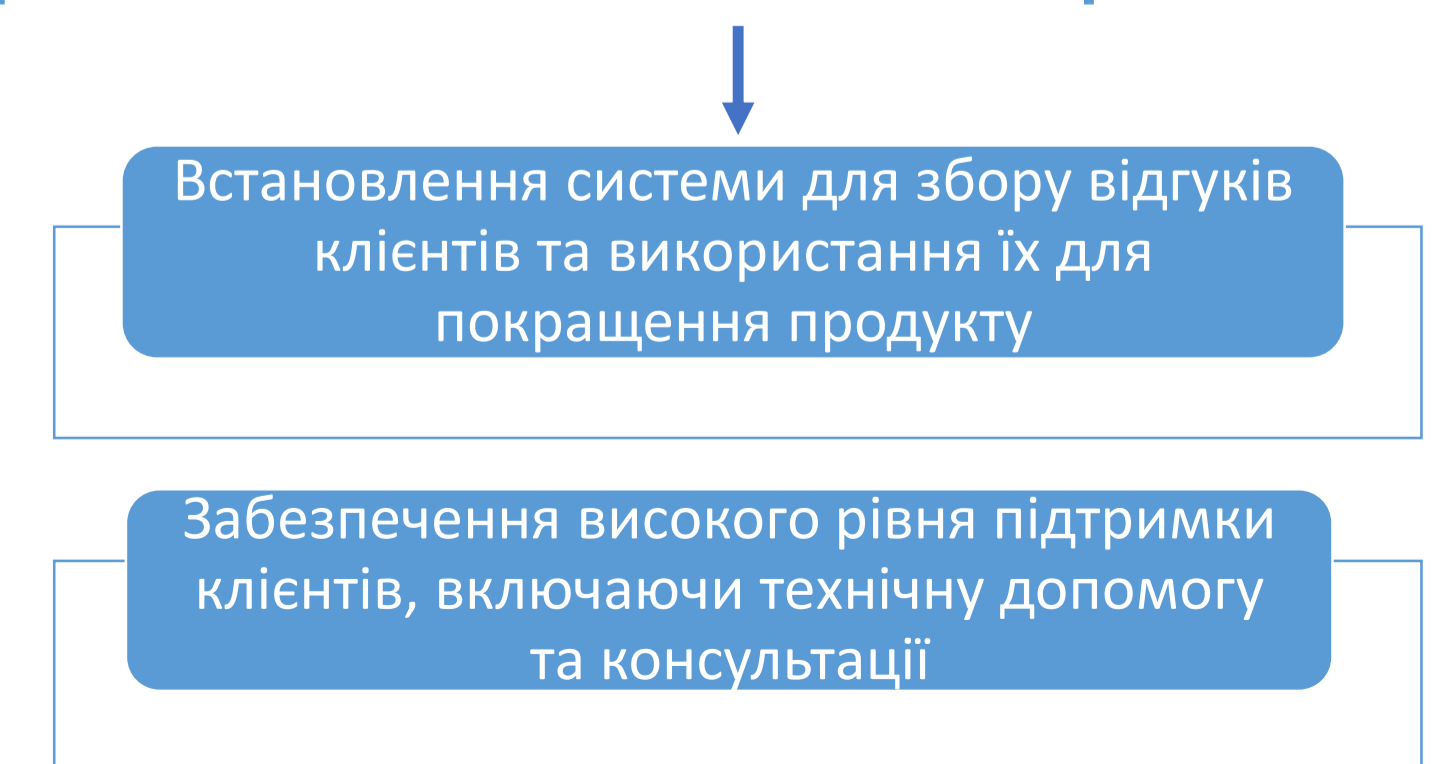 Встановлення системи для збору відгуків
клієнтів та використання їх для
покращення продукту
Забезпечення високого рівня підтримки
клієнтів, включаючи технічну допомогу
та консультації